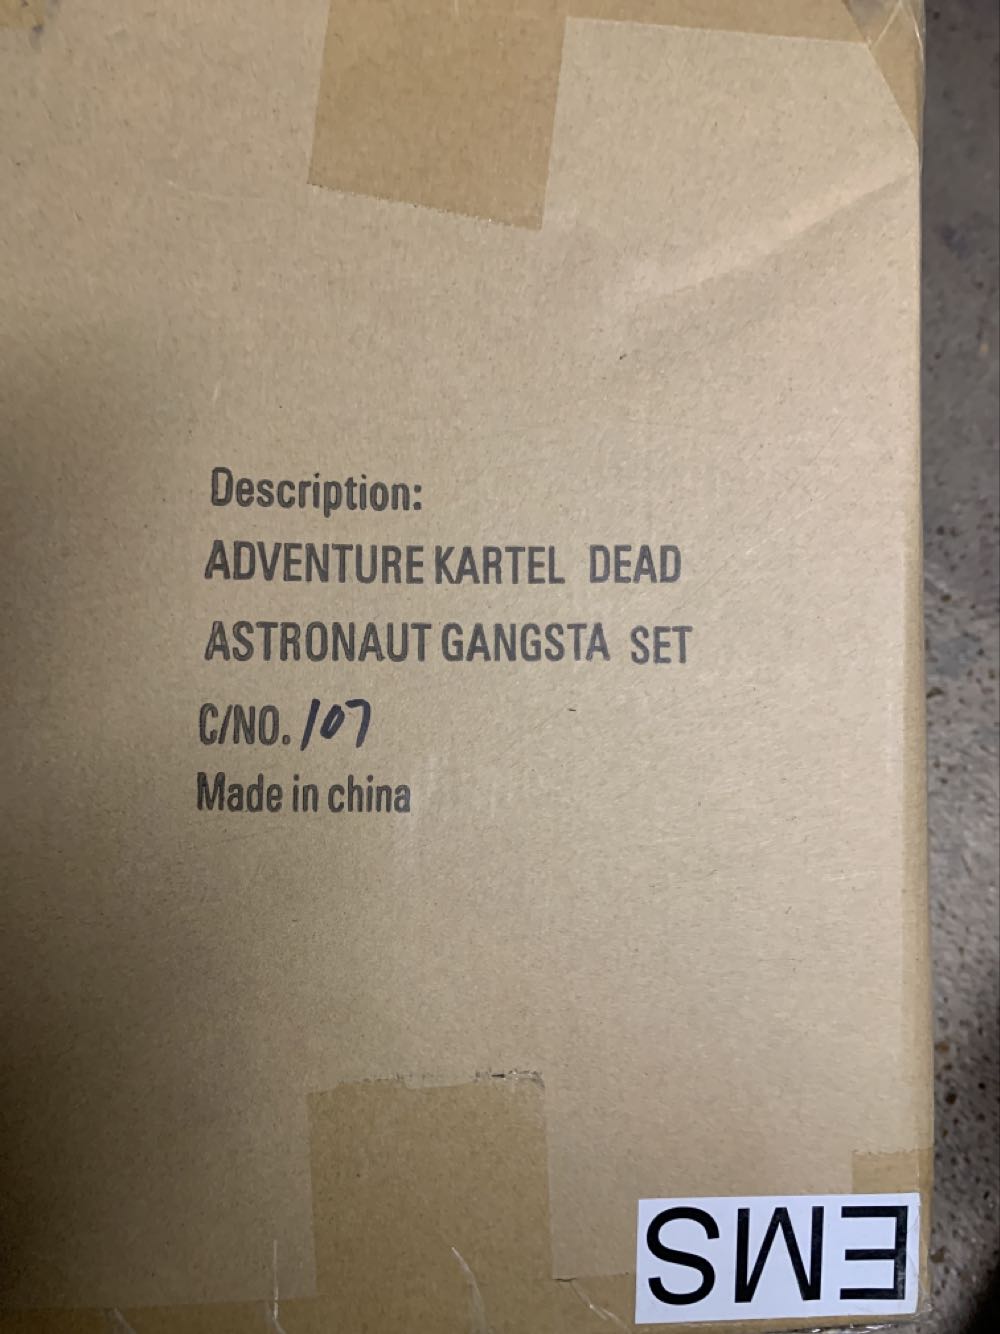 Description:
ADVENTURE KARTEL DEAD
ASTRONAUT GANGSTA SET
C/NO. 107
Made in china
EMS